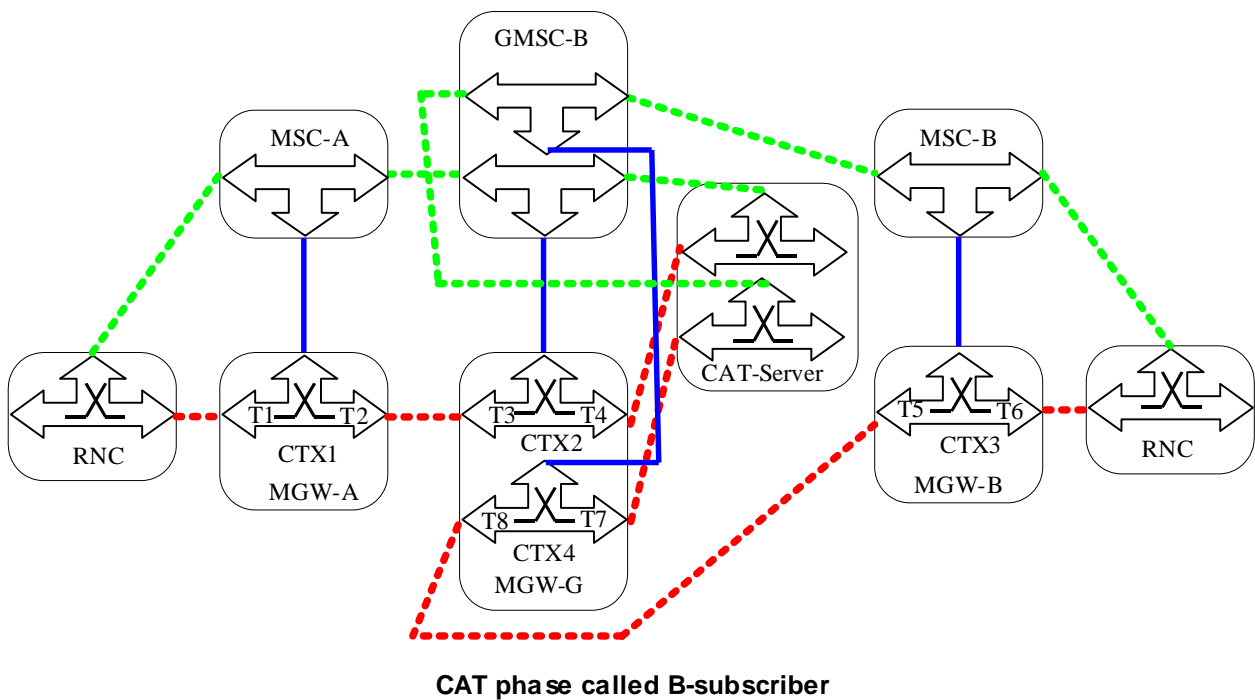 GMSC-B
MSC-A
MSC-B
CAT-Server
T1 T2
T3 T4
T5 T6
RNC
CTX1
CTX2
CTX3
RNC
MGW-A
MGW-B
T8 T7
CTX4
MGW-G
CAT phase called B-subscriber